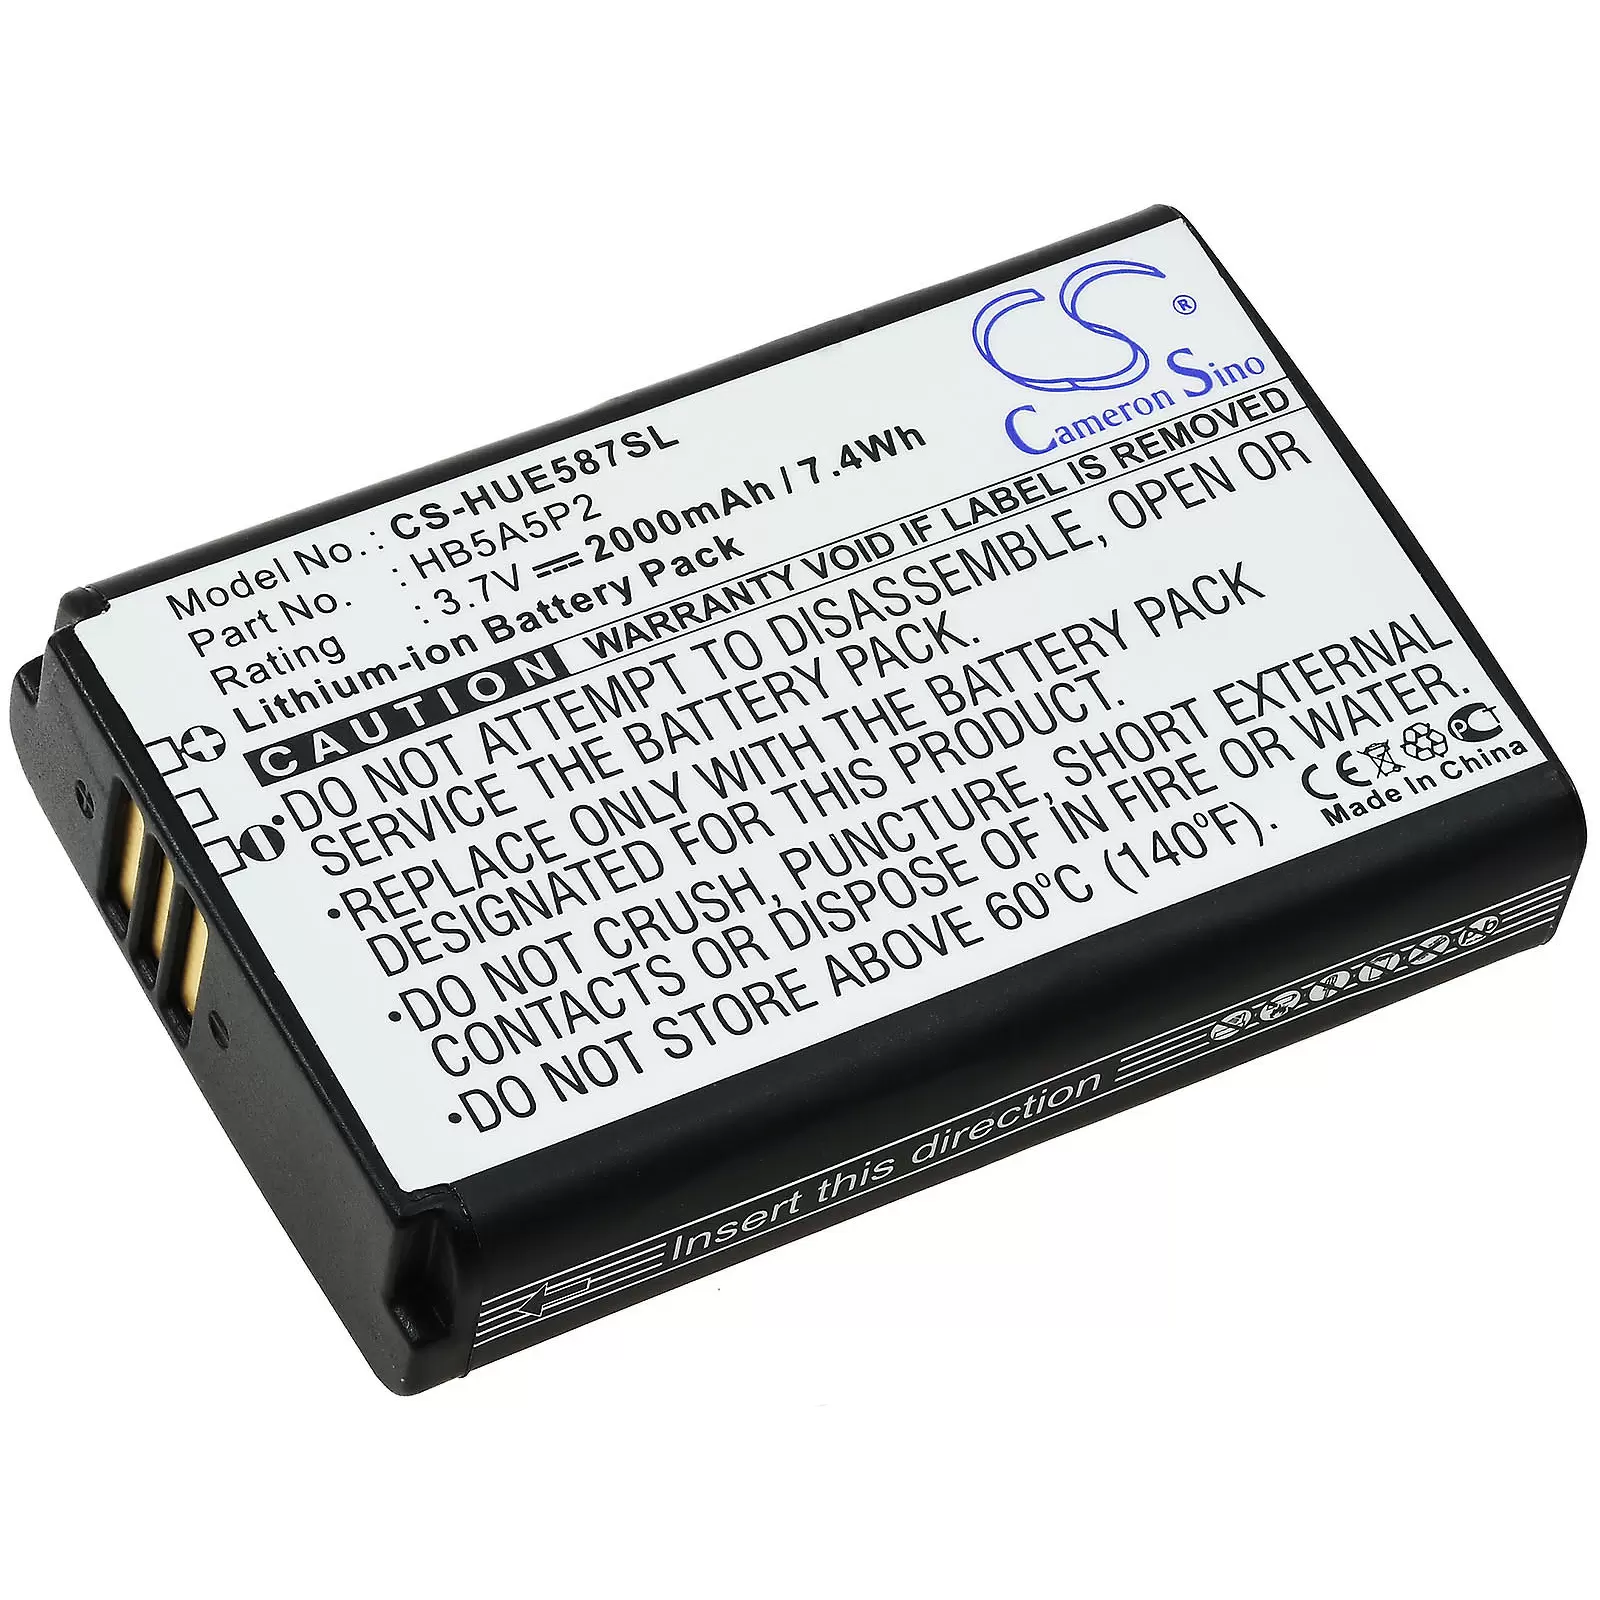 CS ®
Cameron Sino
Model No. : CS-HUE587SL
Part No. : HB5A5P2
Rating : 3.7V 2000mAh / 7.4Wh
Lithium-ion Battery Pack
CAUTION WARRANTY VOID IF LABEL IS REMOVED
•DO NOT ATTEMPT TO DISASSEMBLE, OR
SERVICE THE BATTERY PACK.
•REPLACE ONLY WITH THE BATTERY PACK
DESIGNATED FOR THIS PRODUCT.
•DO NOT CRUSH, PUNCTURE, SHORT EXTERNAL
CONTACTS OR DISPOSE OF IN FIRE OR WATER.
•DO NOT STORE ABOVE 60°C (140°F).
CE PCT
Made In China
Insert this direction